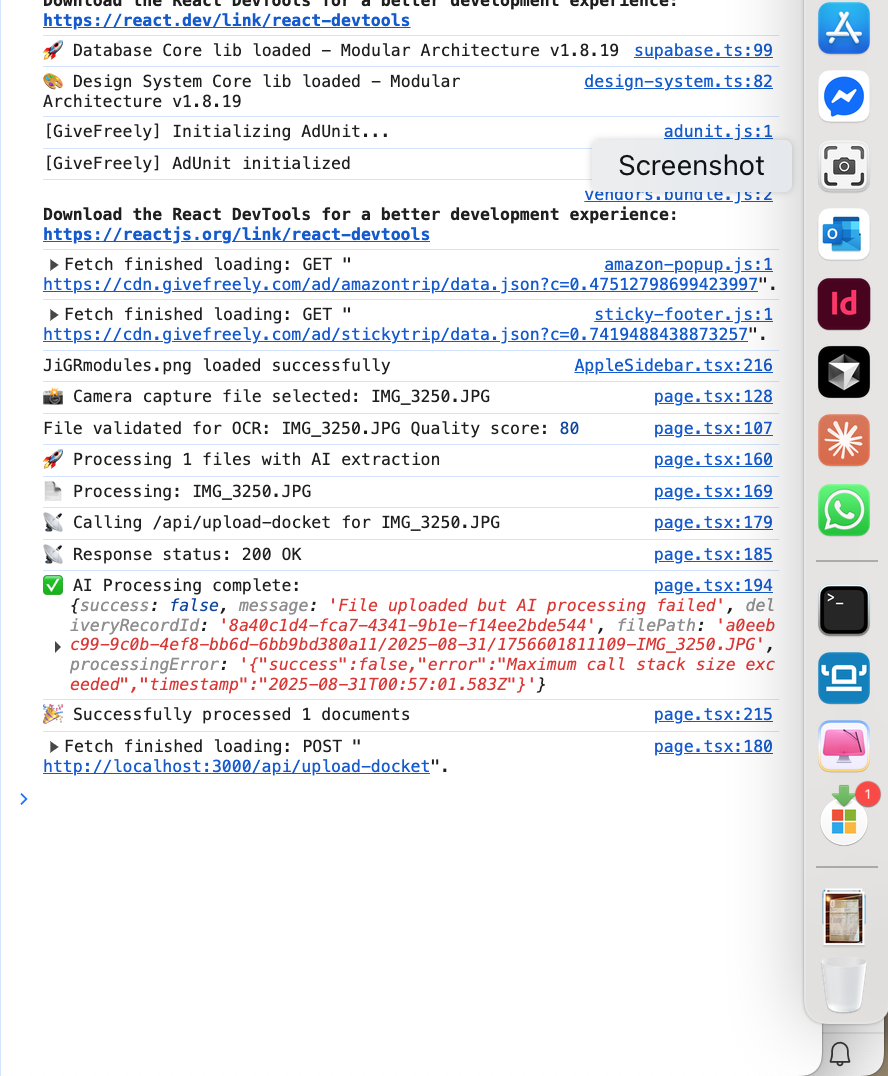 Download the React DevTools for a better development experience:
https://react.dev/link/react-devtools
🚀 Database Core lib loaded – Modular Architecture v1.8.19 supabase.ts:99
🎨 Design System Core lib loaded – Modular design-system.ts:82
Architecture v1.8.19
[GiveFreely] Initializing AdUnit... adunit.js:1
[GiveFreely] AdUnit initialized
Screenshot
vendors.bundle.js:2
Download the React DevTools for a better development experience:
https://reactjs.org/link/react-devtools
▶Fetch finished loading: GET " amazon-popup.js:1
https://cdn.givefreely.com/ad/amazontrip/data.json?c=0.47512798699423997".
▶Fetch finished loading: GET " sticky-footer.js:1
https://cdn.givefreely.com/ad/stickytrip/data.json?c=0.7419488438873257".
JiGRmodules.png loaded successfully AppleSidebar.tsx:216
📸 Camera capture file selected: IMG_3250.JPG page.tsx:128
File validated for OCR: IMG_3250.JPG Quality score: 80 page.tsx:107
🚀 Processing 1 files with AI extraction page.tsx:160
📄 Processing: IMG_3250.JPG page.tsx:169
📡 Calling /api/upload-docket for IMG_3250.JPG page.tsx:179
📡 Response status: 200 OK page.tsx:185
✅ AI Processing complete: page.tsx:194
{success: false, message: 'File uploaded but AI processing failed', del
iveryRecordId: '8a40c1d4-fca7-4341-9b1e-f14ee2bde544', filePath: 'a0eeb
▶ c99-9c0b-4ef8-bb6d-6bb9bd380a11/2025-08-31/1756601811109-IMG_3250.JPG',
processingError: '{"success":false,"error":"Maximum call stack size exc
eeded","timestamp":"2025-08-31T00:57:01.583Z"}'}
🎉 Successfully processed 1 documents page.tsx:215
▶Fetch finished loading: POST " page.tsx:180
http://localhost:3000/api/upload-docket".
>
Id
>_
1